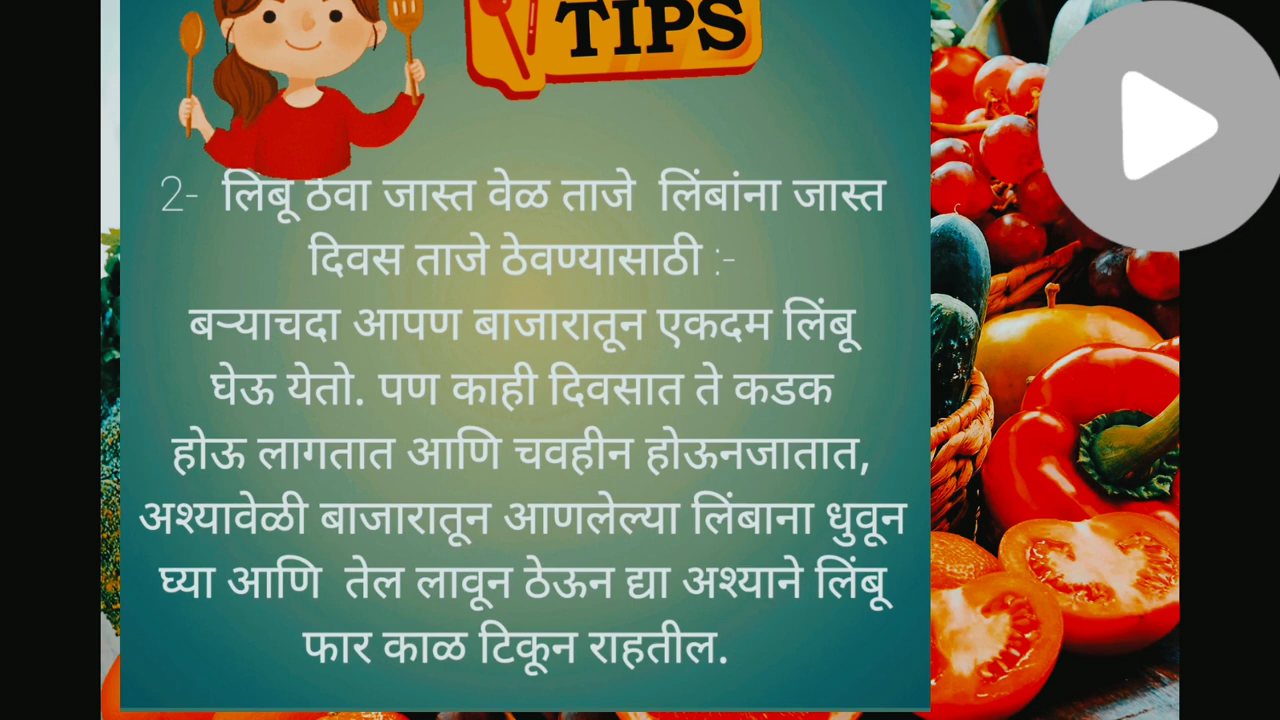 TIPS
2- लिंबू ठेवा जास्त वेळ ताजे लिंबांना जास्त
दिवस ताजे ठेवण्यासाठी :-
बऱ्याचदा आपण बाजारातून एकदम लिंबू
घेऊ येतो. पण काही दिवसात ते कडक
होऊ लागतात आणि चवहीन होऊनजातात,
अश्यावेळी बाजारातून आणलेल्या लिंबाना धुवून
घ्या आणि तेल लावून ठेऊन द्या अश्याने लिंबू
फार काळ टिकून राहतील.